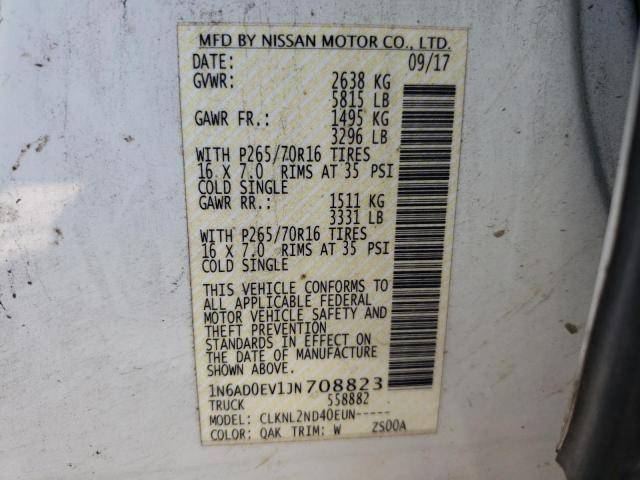 MFD BY NISSAN MOTOR CO., LTD.
DATE: 09/17
GVWR: 2638 KG
5815 LB
GAWR FR.: 1495 KG
3296 LB
WITH P265/70R16 TIRES
16 X 7.0 RIMS AT 35 PSI
COLD SINGLE
GAWR RR.: 1511 KG
3331 LB
WITH P265/70R16 TIRES
16 X 7.0 RIMS AT 35 PSI
COLD SINGLE
THIS VEHICLE CONFORMS TO
ALL APPLICABLE FEDERAL
MOTOR VEHICLE SAFETY AND
THEFT PREVENTION
STANDARDS IN EFFECT ON
THE DATE OF MANUFACTURE
SHOWN ABOVE.
1N6AD0EV1JN708823
TRUCK 558882
MODEL: CLKNL2ND40EUN-----
COLOR: QAK TRIM: W ZS00A